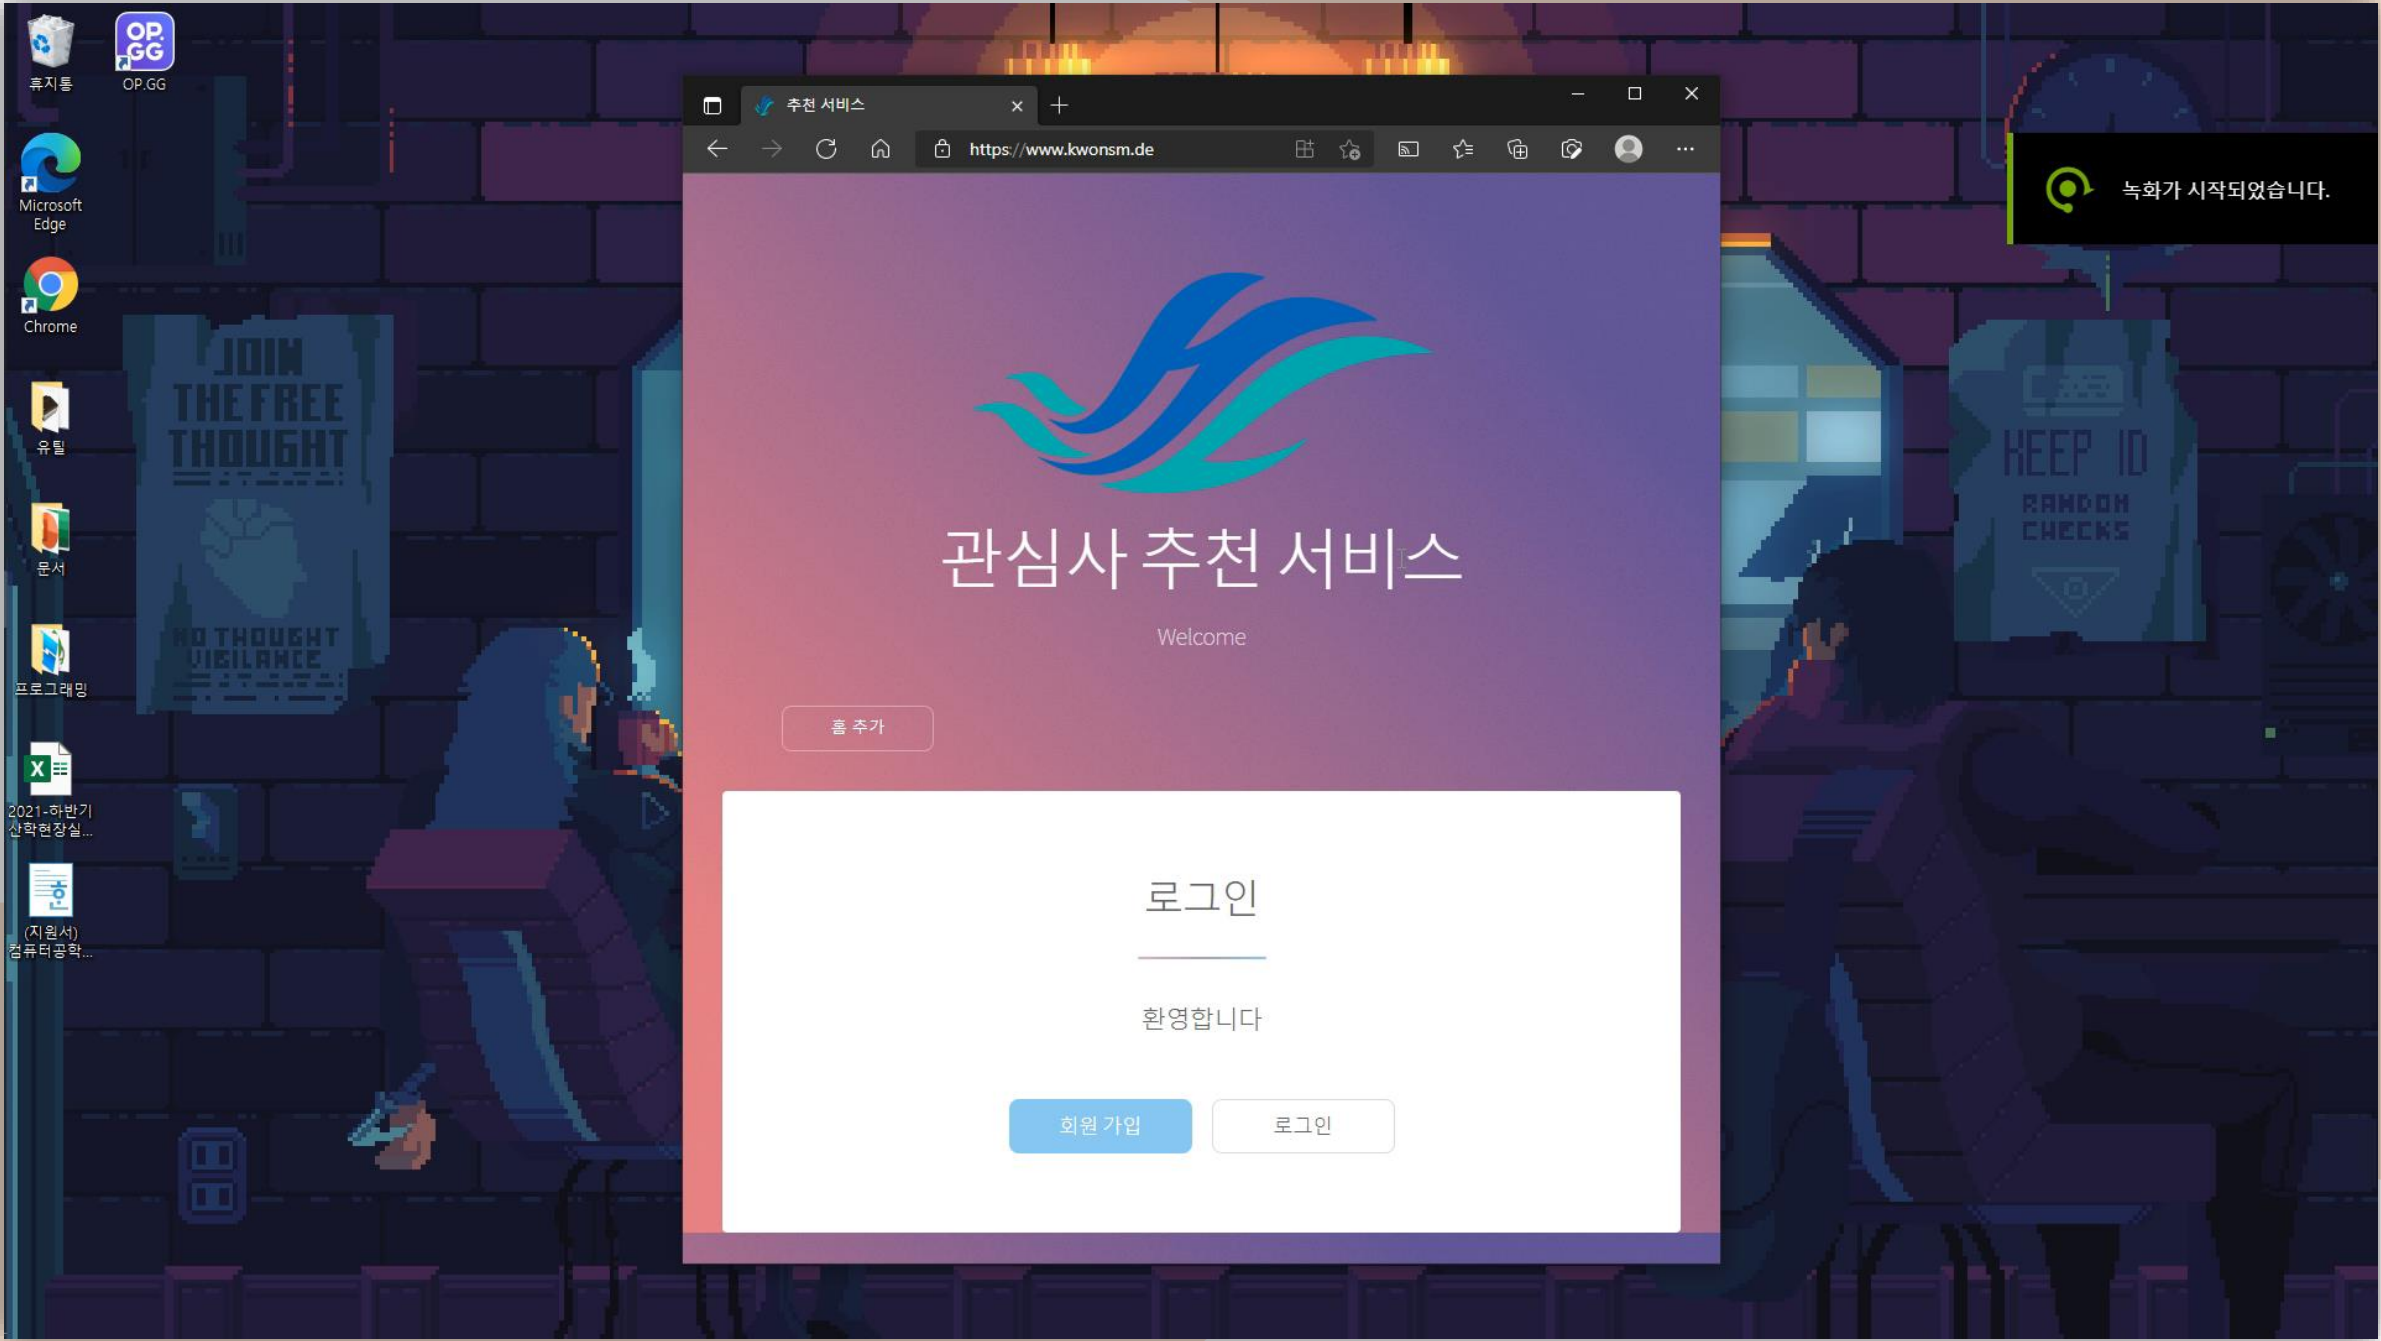 휴지통
OP.GG
OP.GG
Microsoft
Edge
Chrome
유틸
문서
프로그래밍
2021-하반기
산학현장실...
(지원서)
컴퓨터공학...
JOIN
THE FREE
THOUGHT
NO THOUGHT
VIGILANCE
추천 서비스
https://www.kwonsm.de
관심사 추천 서비스
Welcome
홈 추가
로그인
환영합니다
회원 가입
로그인
녹화가 시작되었습니다.
KEEP ID
RANDOM
CHECKS